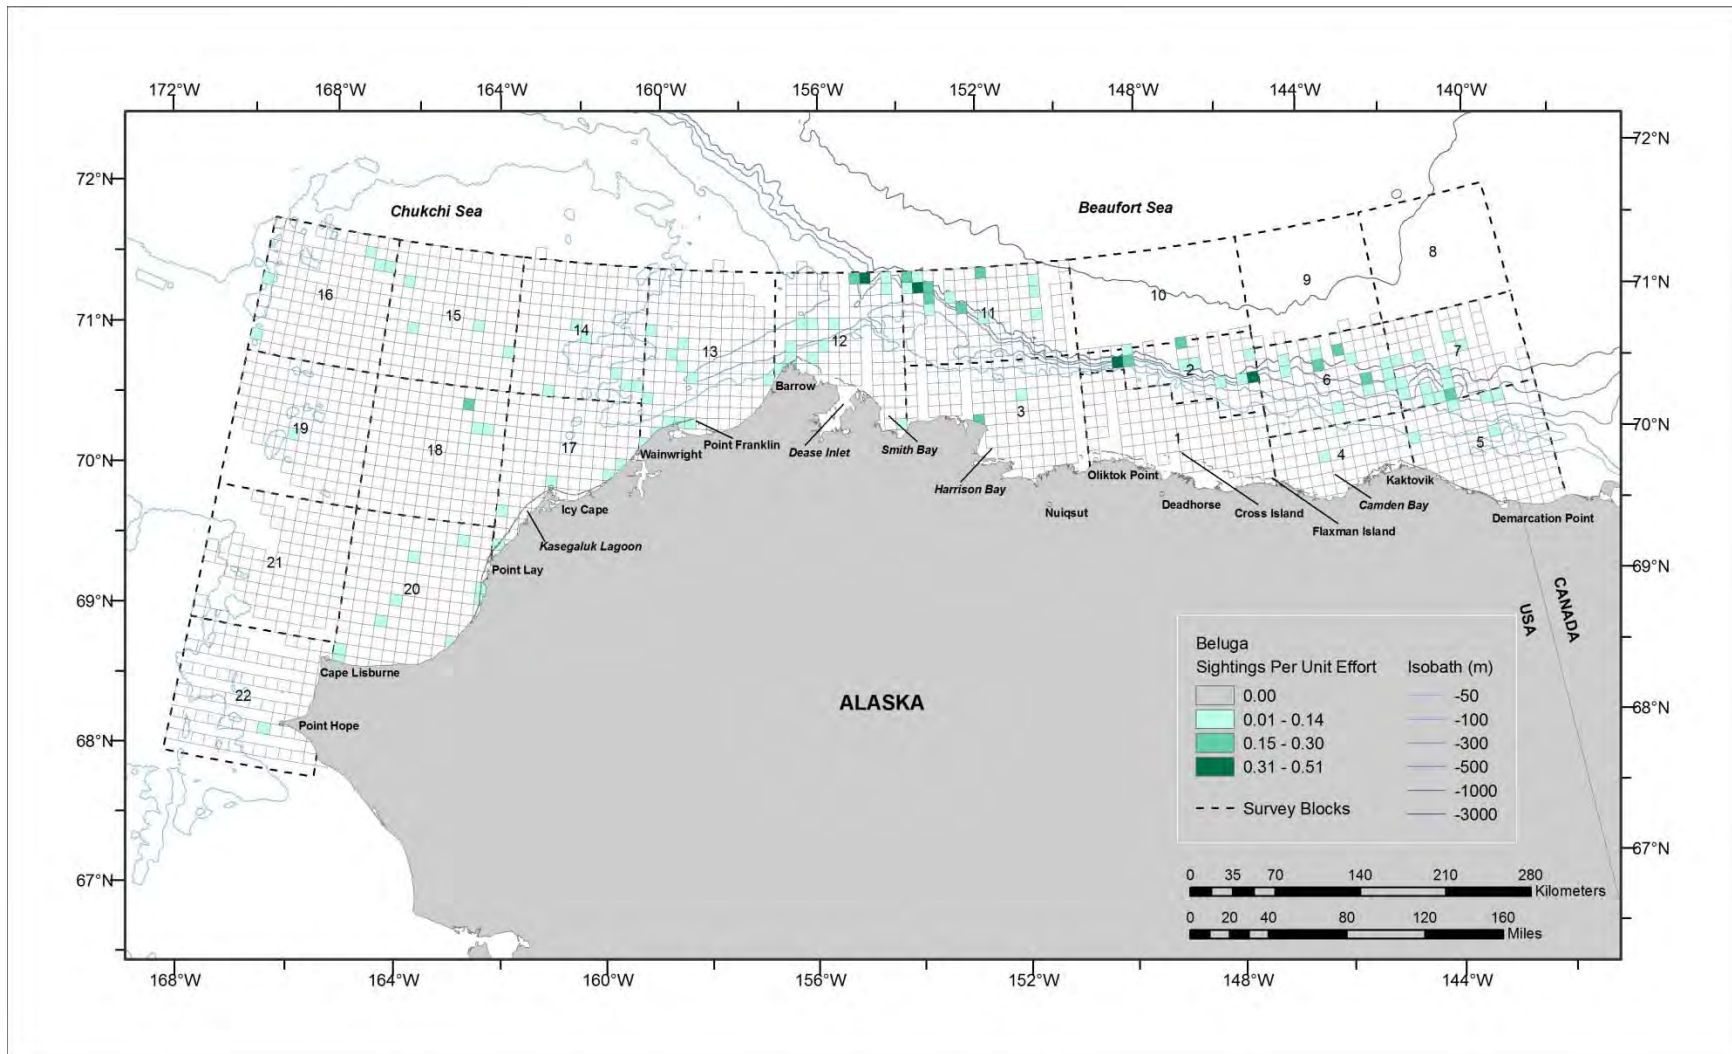 172°W 168°W 164°W 160°W 156°W 152°W 148°W 144°W 140°W
72°N
72°N
Chukchi Sea
Beaufort Sea
8
9
10
16
15
14
13
12
11
71°N
71°N
7
6
2
Barrow
3
70°N
19
18
17
Point Franklin
Wainwright
Dease Inlet
Smith Bay
1
4
5
70°N
Harrison Bay
Oliktok Point
Kaktovik
Icy Cape
Nuiqsut
Deadhorse
Cross Island
Camden Bay
Demarcation Point
Flaxman Island
Kasegaluk Lagoon
21
Point Lay
69°N
20
69°N
USA
CANADA
Cape Lisburne
22
Point Hope
ALASKA
68°N
68°N
Beluga
Sightings Per Unit Effort
0.00
0.01 - 0.14
0.15 - 0.30
0.31 - 0.51
Survey Blocks
Isobath (m)
-50
-100
-300
-500
-1000
-3000
67°N
67°N
0 35 70 140 210 280
Kilometers
0 20 40 80 120 160
Miles
168°W 164°W 160°W 156°W 152°W 148°W 144°W